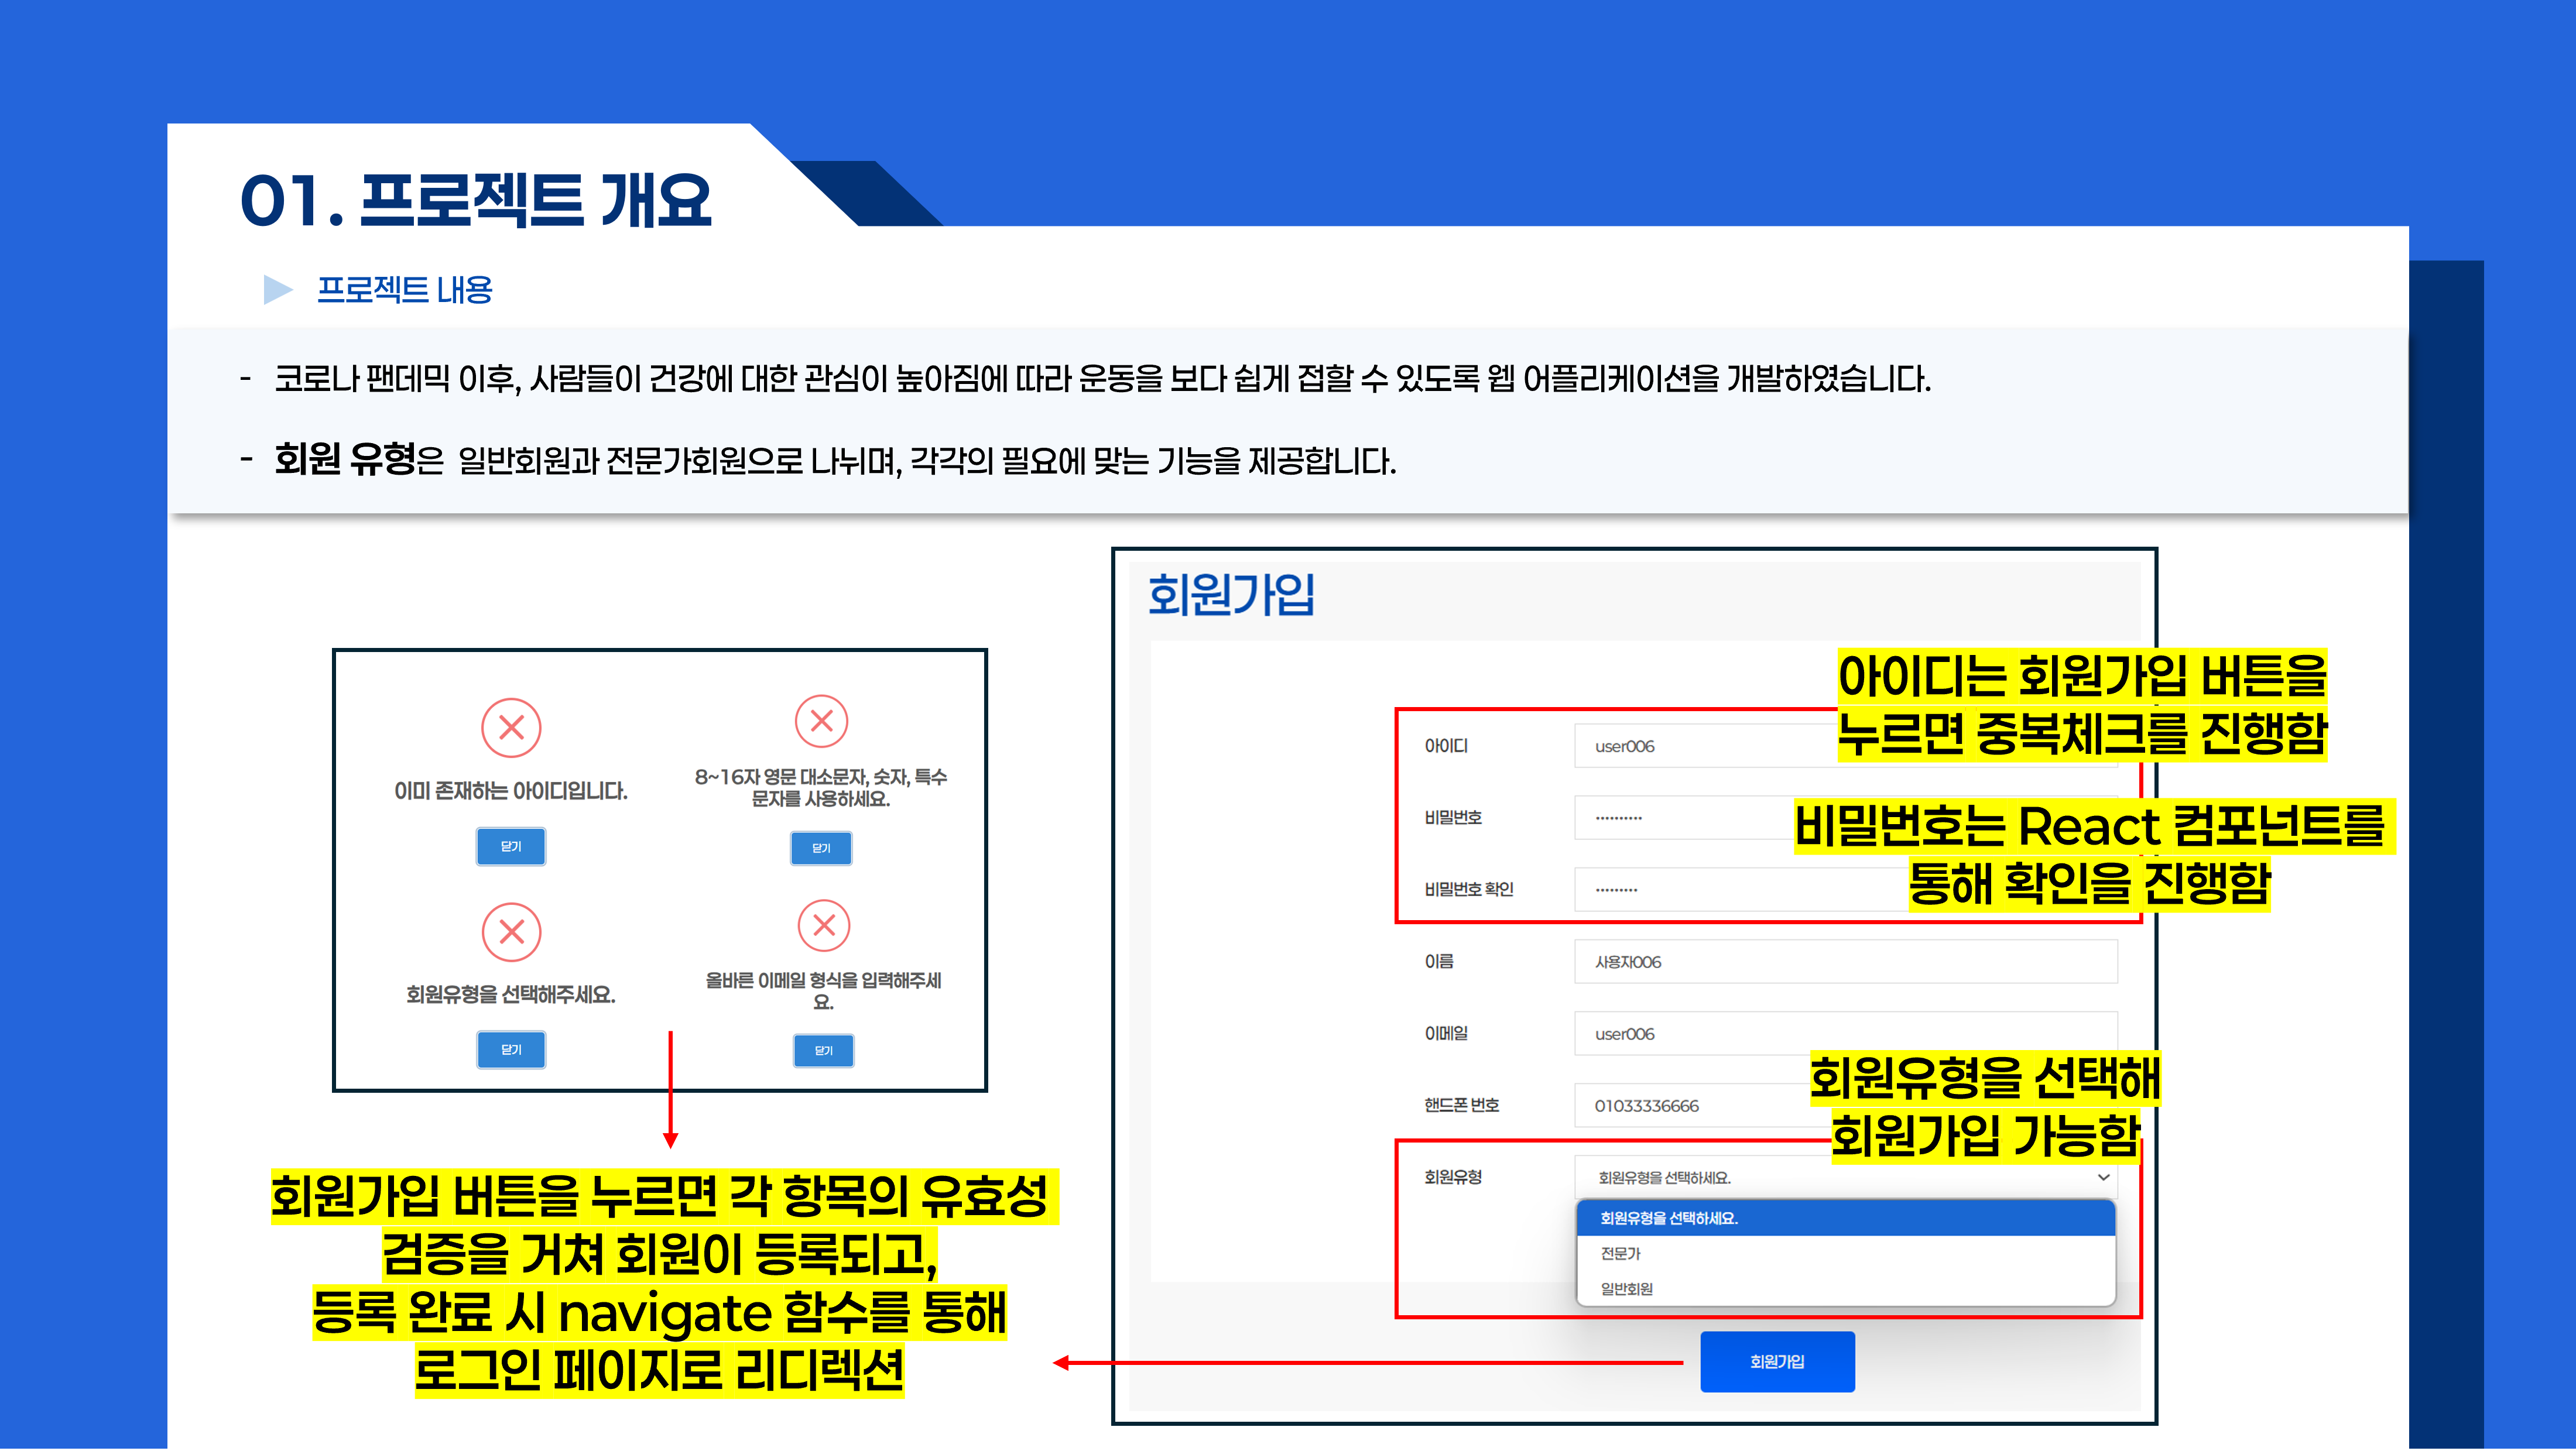 01. 프로젝트 개요
프로젝트 내용
- 코로나 팬데믹 이후, 사람들이 건강에 대한 관심이 높아짐에 따라 운동을 보다 쉽게 접할 수 있도록 웹 어플리케이션을 개발하였습니다.
- 회원 유형은 일반회원과 전문가회원으로 나뉘며, 각각의 필요에 맞는 기능을 제공합니다.
이미 존재하는 아이디입니다.
닫기
8~16자 영문 대소문자, 숫자, 특수
문자를 사용하세요.
닫기
회원유형을 선택해주세요.
닫기
올바른 이메일 형식을 입력해주세
요.
닫기
회원가입 버튼을 누르면 각 항목의 유효성
검증을 거쳐 회원이 등록되고,
등록 완료 시 navigate 함수를 통해
로그인 페이지로 리디렉션
회원가입
아이디는 회원가입 버튼을
누르면 중복체크를 진행함
아이디
user006
비밀번호
••••••••••
비밀번호는 React 컴포넌트를
통해 확인을 진행함
비밀번호 확인
•••••••••
이름
사용자006
이메일
user006
회원유형을 선택해
회원가입 가능함
핸드폰 번호
01033336666
회원유형
회원유형을 선택하세요.
회원유형을 선택하세요.
전문가
일반회원
회원가입